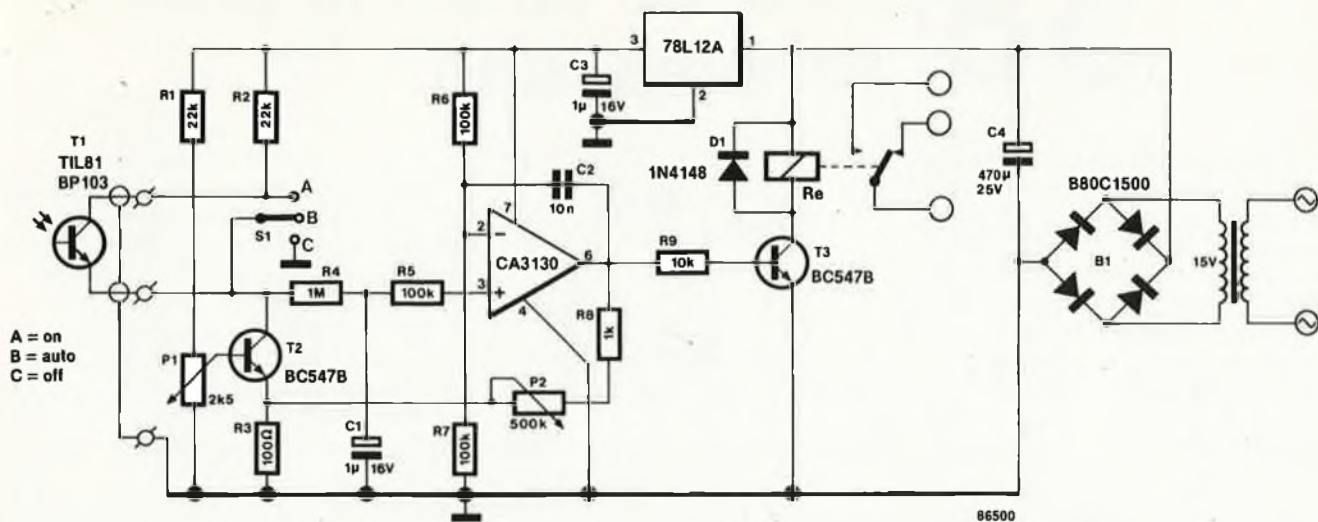 78L12A
3
1
2
C3
1µ
16V
R1
22k
R2
22k
R6
100k
T1
TIL81
BP103
A
B
C
S1
R4
1M
R5
100k
C2
10n
7
2
−
3
+
4
6
CA3130
D1
1N4148
Re
R9
10k
T3
BC547B
C4
470µ
25V
B80C1500
B1
15V
A = on
B = auto
C = off
P1
2k5
T2
BC547B
R8
1k
P2
500k
R3
100Ω
C1
1µ
16V
R7
100k
86500